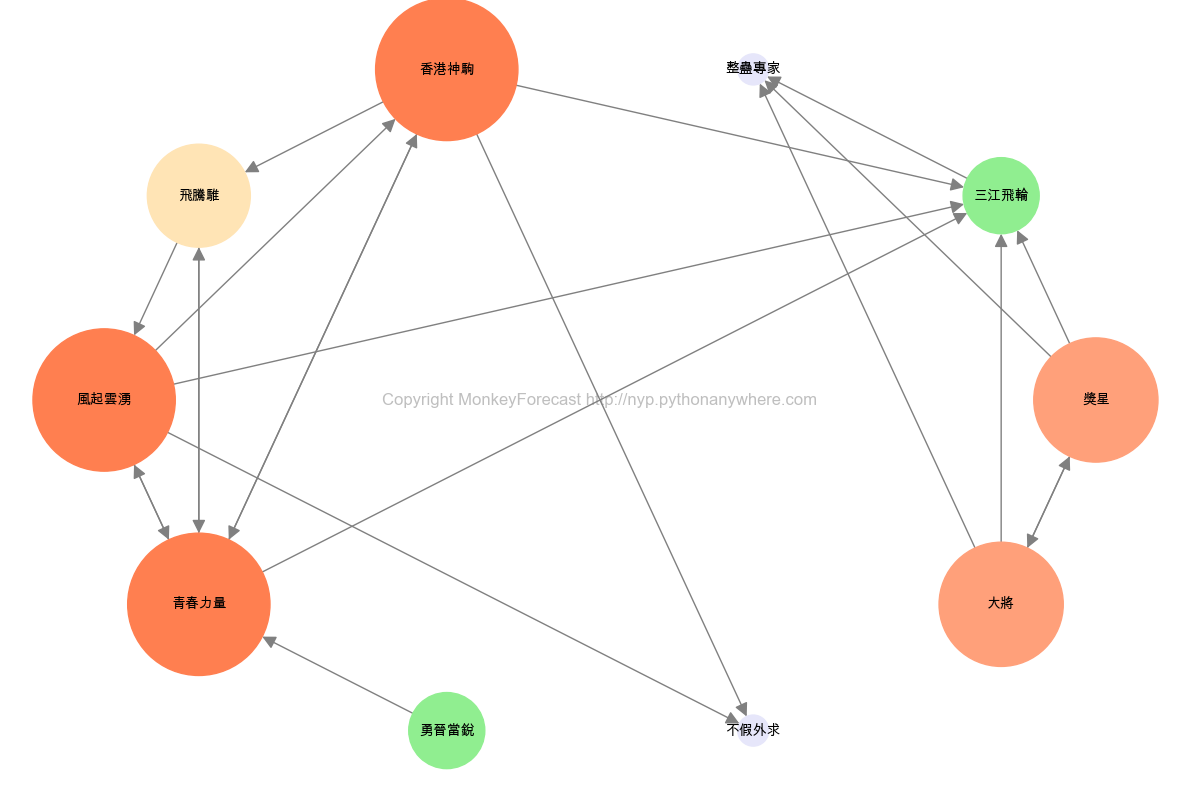 香港神駒
整蠱專家
飛騰騅
三江飛輪
風起雲湧
Copyright MonkeyForecast http://nyp.pythonanywhere.com
獎星
青春力量
大將
勇晉當銳
不假外求